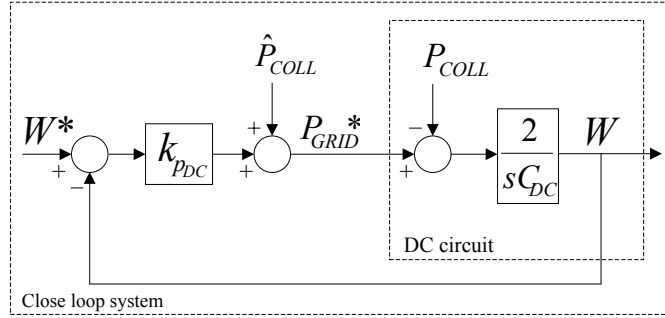 P̂_COLL
P_COLL
W*
+
−
k_pDC
+
+
P_GRID*
−
+
2
sC_DC
W
DC circuit
Close loop system